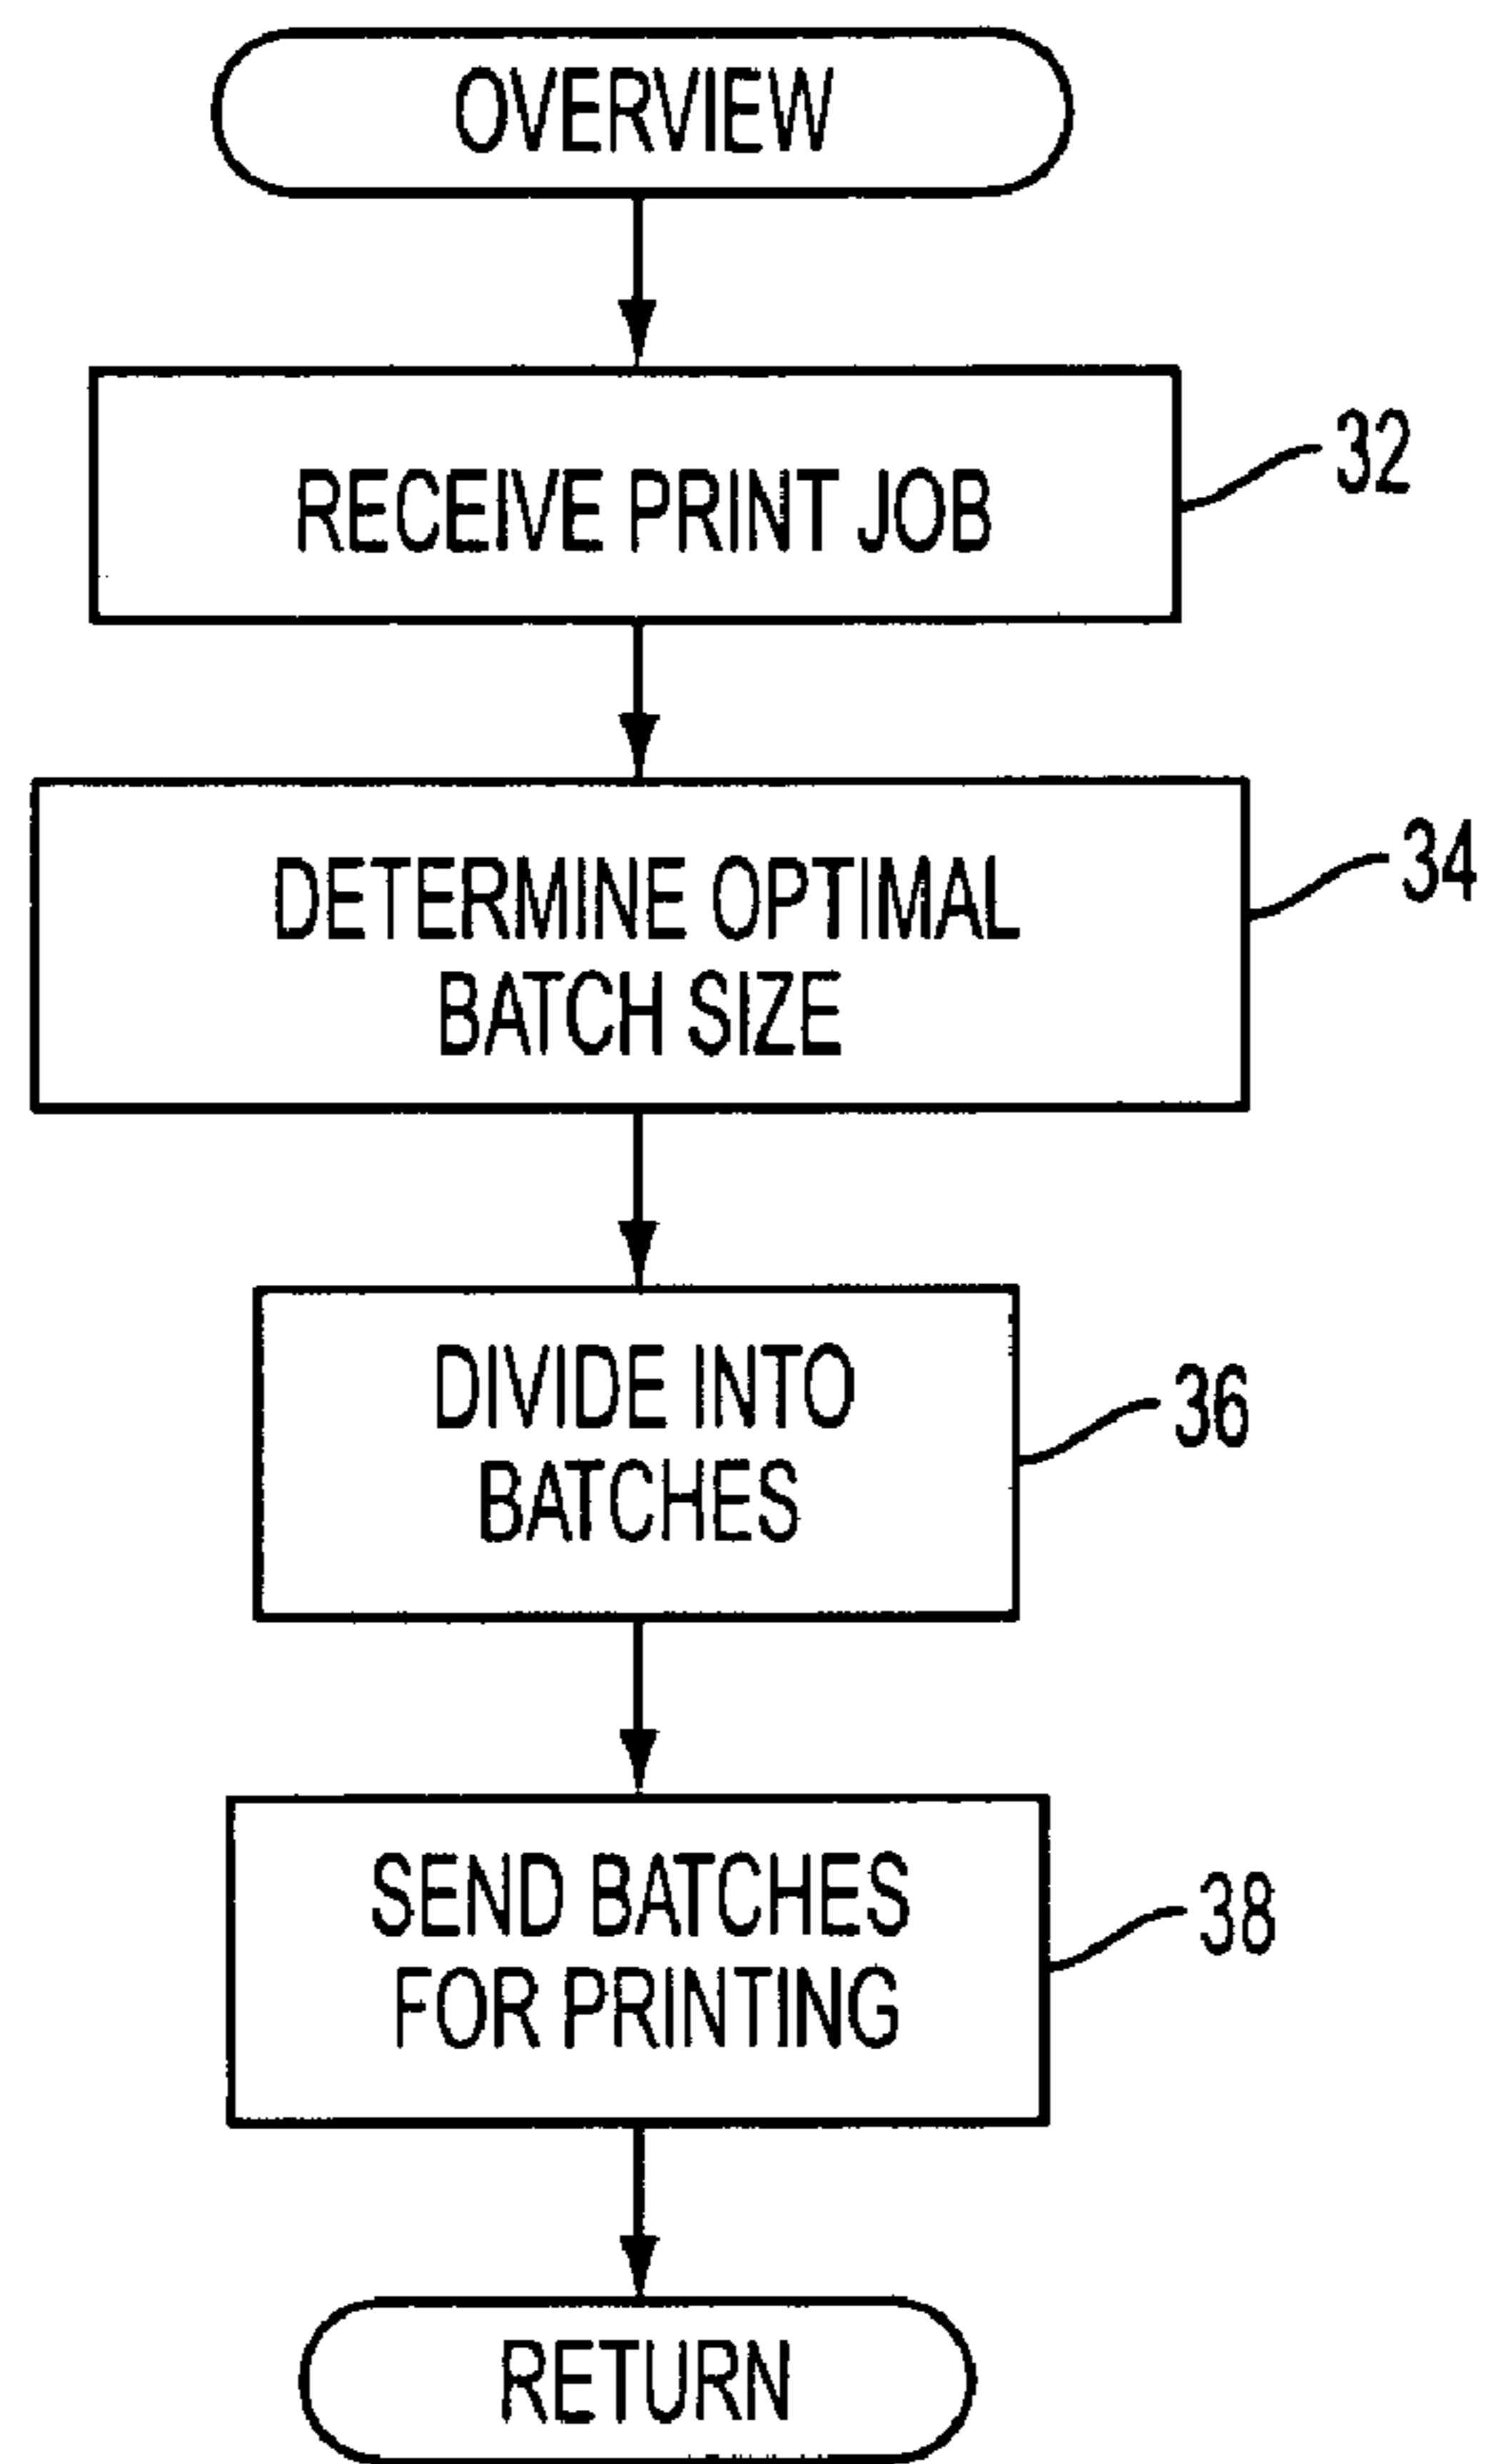 OVERVIEW
RECEIVE PRINT JOB
32
DETERMINE OPTIMAL
BATCH SIZE
34
DIVIDE INTO
BATCHES
36
SEND BATCHES
FOR PRINTING
38
RETURN